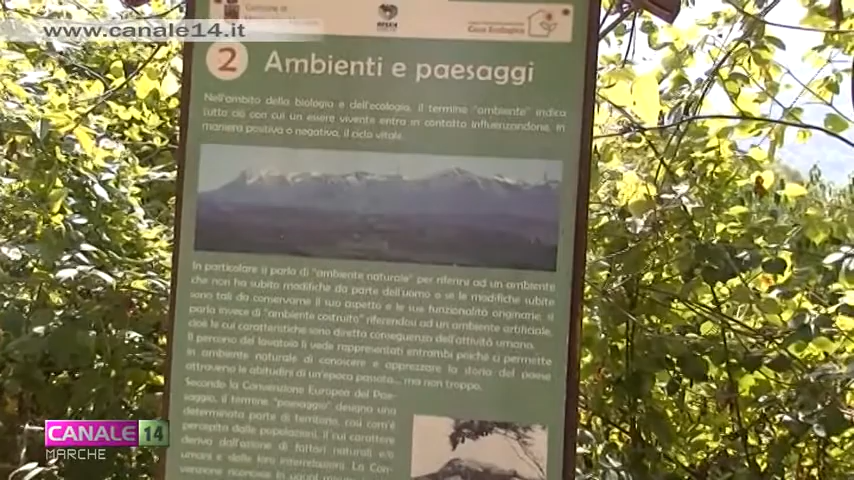 www.canale14.it
Comune di
Casa Ecologica
2 Ambienti e paesaggi
Nell'ambito della biologia e dell'ecologia, il termine "ambiente" indica
tutto ciò con cui un essere vivente entra in contatto influenzandone, in
maniera positiva o negativa, il ciclo vitale.
In particolare si parla di "ambiente naturale" per riferirsi ad un ambiente
che non ha subito modifiche da parte dell'uomo o se le modifiche subite
sono tali da conservarne il suo aspetto e le sue funzionalità originarie; si
parla invece di "ambiente costruito" riferendosi ad un ambiente artificiale,
cioè le cui caratteristiche sono diretta conseguenza dell'attività umana.
Il percorso del lavatoio li vede rappresentati entrambi poiché ci permette
in ambiente naturale di conoscere e apprezzare la storia del paese
attraverso le abitudini di un'epoca passata... ma non troppo.
Secondo la Convenzione Europea del Pae-
saggio, il termine "paesaggio" designa una
determinata parte di territorio, così com'è
percepita dalle popolazioni, il cui carattere
deriva dall'azione di fattori naturali e/o
umani e dalle loro interrelazioni. La Con-
venzione riconosce in
CANALE 14
MARCHE